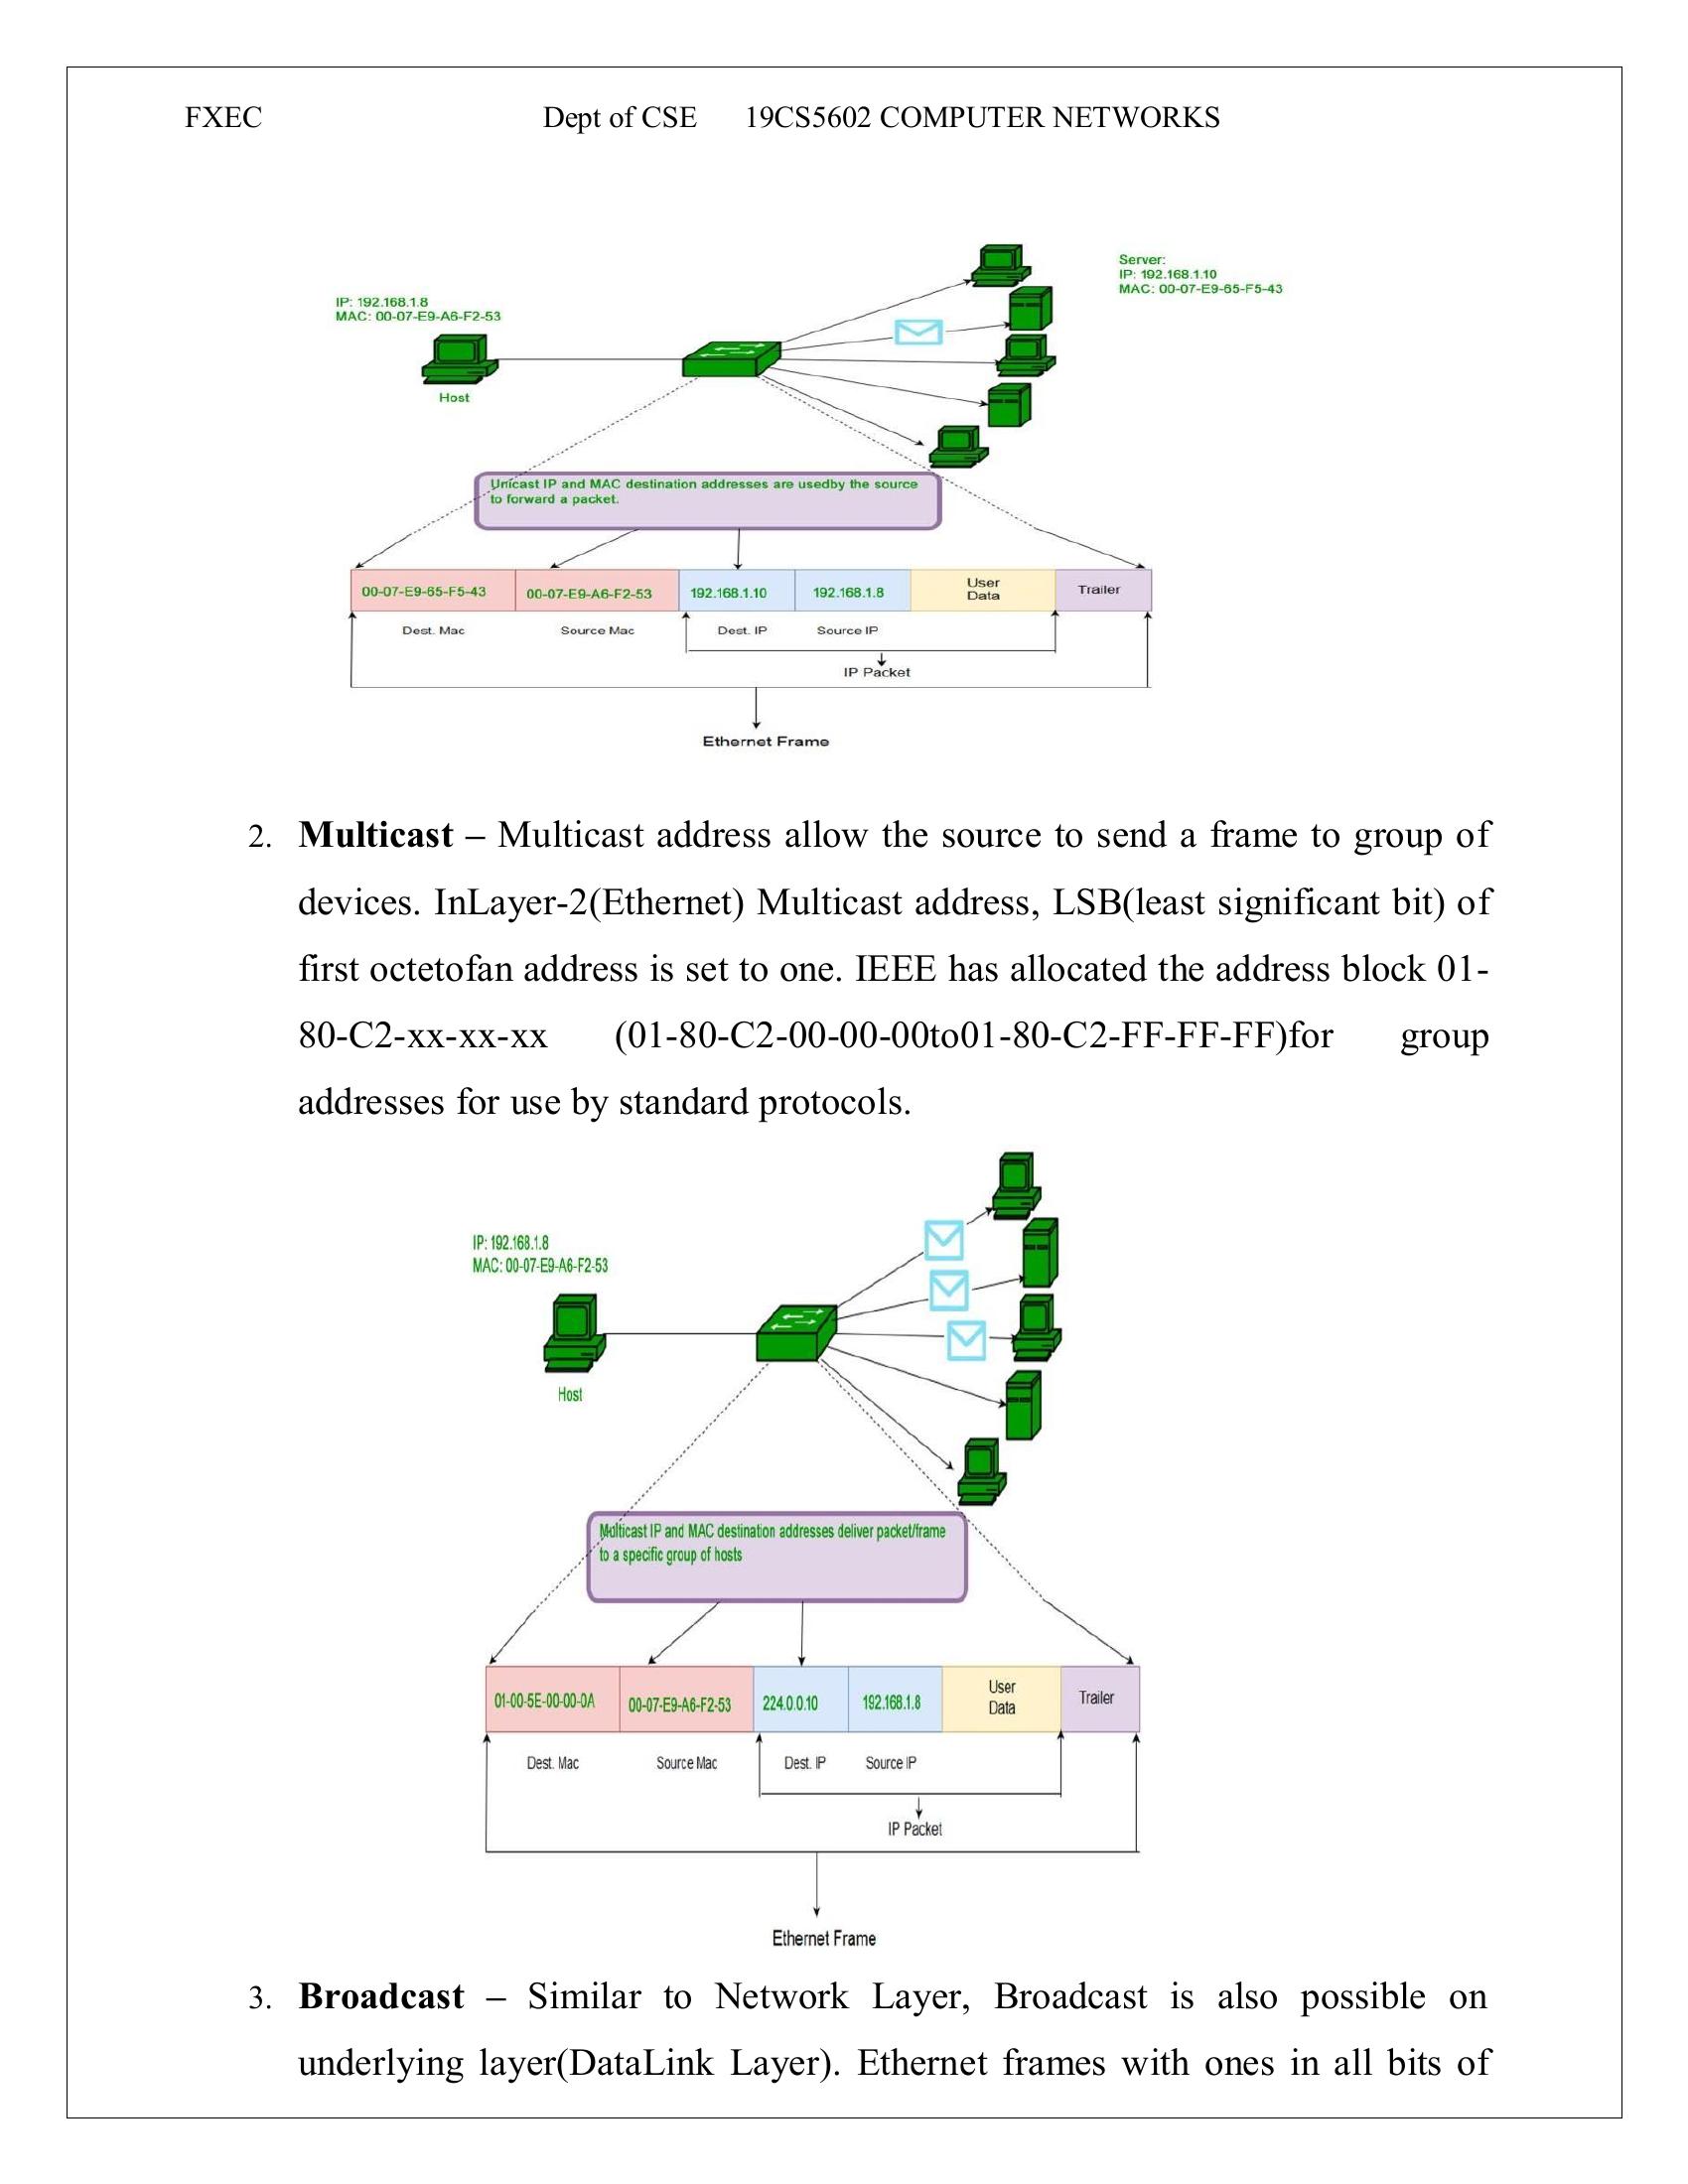 FXEC Dept of CSE 19CS5602 COMPUTER NETWORKS
Server:
IP: 192.168.1.10
MAC: 00-07-E9-65-F5-43
IP: 192.168.1.8
MAC: 00-07-E9-A6-F2-53
Host
Unicast IP and MAC destination addresses are usedby the source
to forward a packet.
00-07-E9-65-F5-43 00-07-E9-A6-F2-53 192.168.1.10 192.168.1.8 User Data Trailer
Dest. Mac Source Mac Dest. IP Source IP
IP Packet
Ethernet Frame
2. Multicast – Multicast address allow the source to send a frame to group of
devices. InLayer-2(Ethernet) Multicast address, LSB(least significant bit) of
first octetofan address is set to one. IEEE has allocated the address block 01-
80-C2-xx-xx-xx (01-80-C2-00-00-00to01-80-C2-FF-FF-FF)for group
addresses for use by standard protocols.
IP: 192.168.1.8
MAC: 00-07-E9-A6-F2-53
Host
Multicast IP and MAC destination addresses deliver packet/frame
to a specific group of hosts
01-00-5E-00-00-0A 00-07-E9-A6-F2-53 224.0.0.10 192.168.1.8 User Data Trailer
Dest. Mac Source Mac Dest. IP Source IP
IP Packet
Ethernet Frame
3. Broadcast – Similar to Network Layer, Broadcast is also possible on
underlying layer(DataLink Layer). Ethernet frames with ones in all bits of